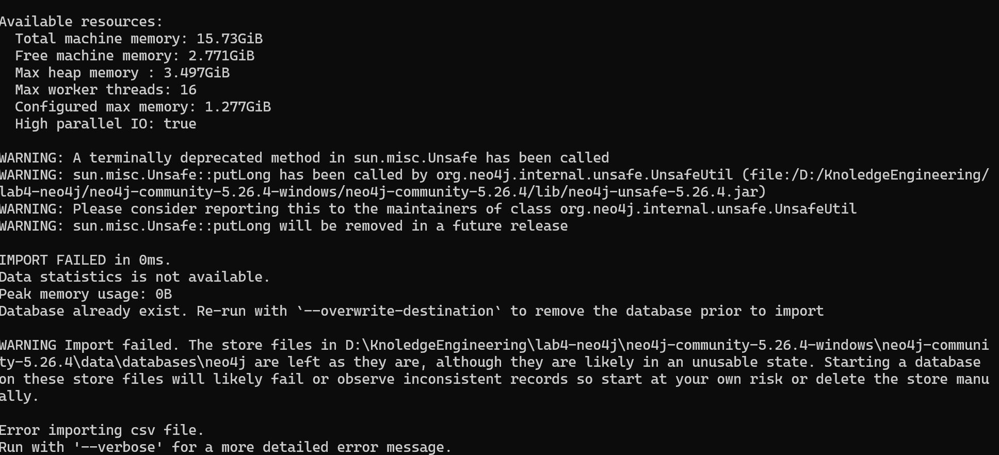 Available resources:
  Total machine memory: 15.73GiB
  Free machine memory: 2.771GiB
  Max heap memory : 3.497GiB
  Max worker threads: 16
  Configured max memory: 1.277GiB
  High parallel IO: true

WARNING: A terminally deprecated method in sun.misc.Unsafe has been called
WARNING: sun.misc.Unsafe::putLong has been called by org.neo4j.internal.unsafe.UnsafeUtil (file:/D:/KnoledgeEngineering/
lab4-neo4j/neo4j-community-5.26.4-windows/neo4j-community-5.26.4/lib/neo4j-unsafe-5.26.4.jar)
WARNING: Please consider reporting this to the maintainers of class org.neo4j.internal.unsafe.UnsafeUtil
WARNING: sun.misc.Unsafe::putLong will be removed in a future release

IMPORT FAILED in 0ms.
Data statistics is not available.
Peak memory usage: 0B
Database already exist. Re-run with `--overwrite-destination` to remove the database prior to import

WARNING Import failed. The store files in D:\KnoledgeEngineering\lab4-neo4j\neo4j-community-5.26.4-windows\neo4j-communi
ty-5.26.4\data\databases\neo4j are left as they are, although they are likely in an unusable state. Starting a database
on these store files will likely fail or observe inconsistent records so start at your own risk or delete the store manu
ally.

Error importing csv file.
Run with '--verbose' for a more detailed error message.